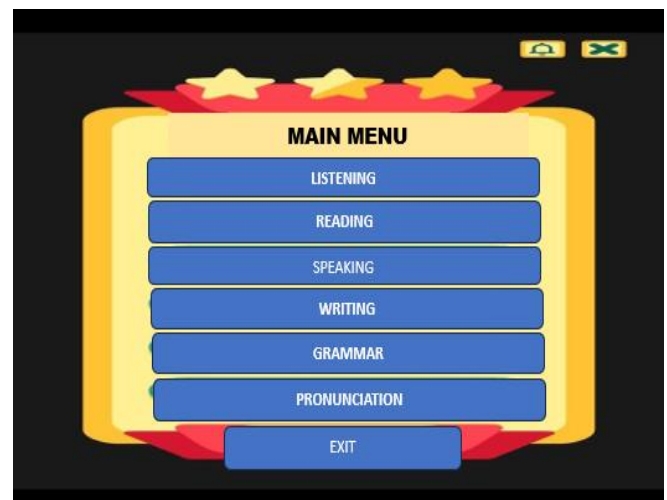 MAIN MENU
LISTENING
READING
SPEAKING
WRITING
GRAMMAR
PRONUNCIATION
EXIT